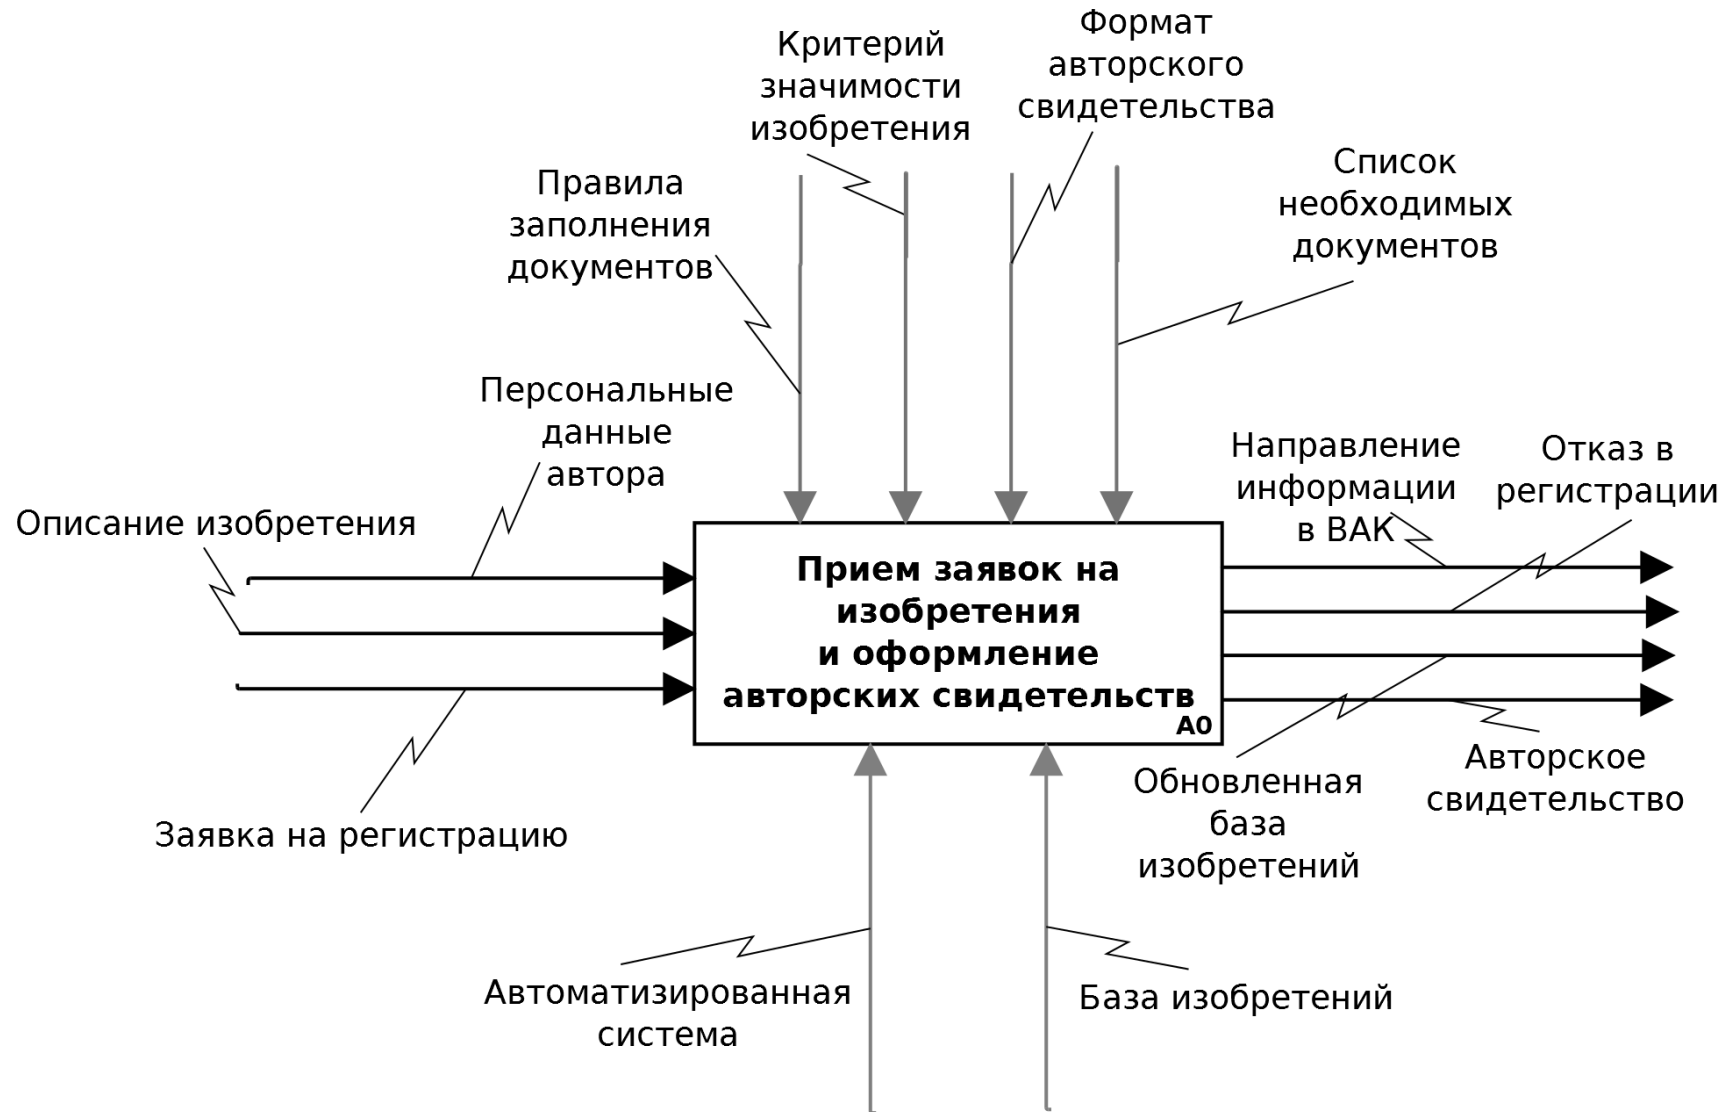 Формат
авторского
свидетельства
Критерий
значимости
изобретения
Список
необходимых
документов
Правила
заполнения
документов
Персональные
данные
автора
Описание изобретения
Заявка на регистрацию
Прием заявок на
изобретения
и оформление
авторских свидетельств
A0
Направление
информации
в ВАК
Отказ в
регистрации
Обновленная
база
изобретений
Авторское
свидетельство
Автоматизированная
система
База изобретений